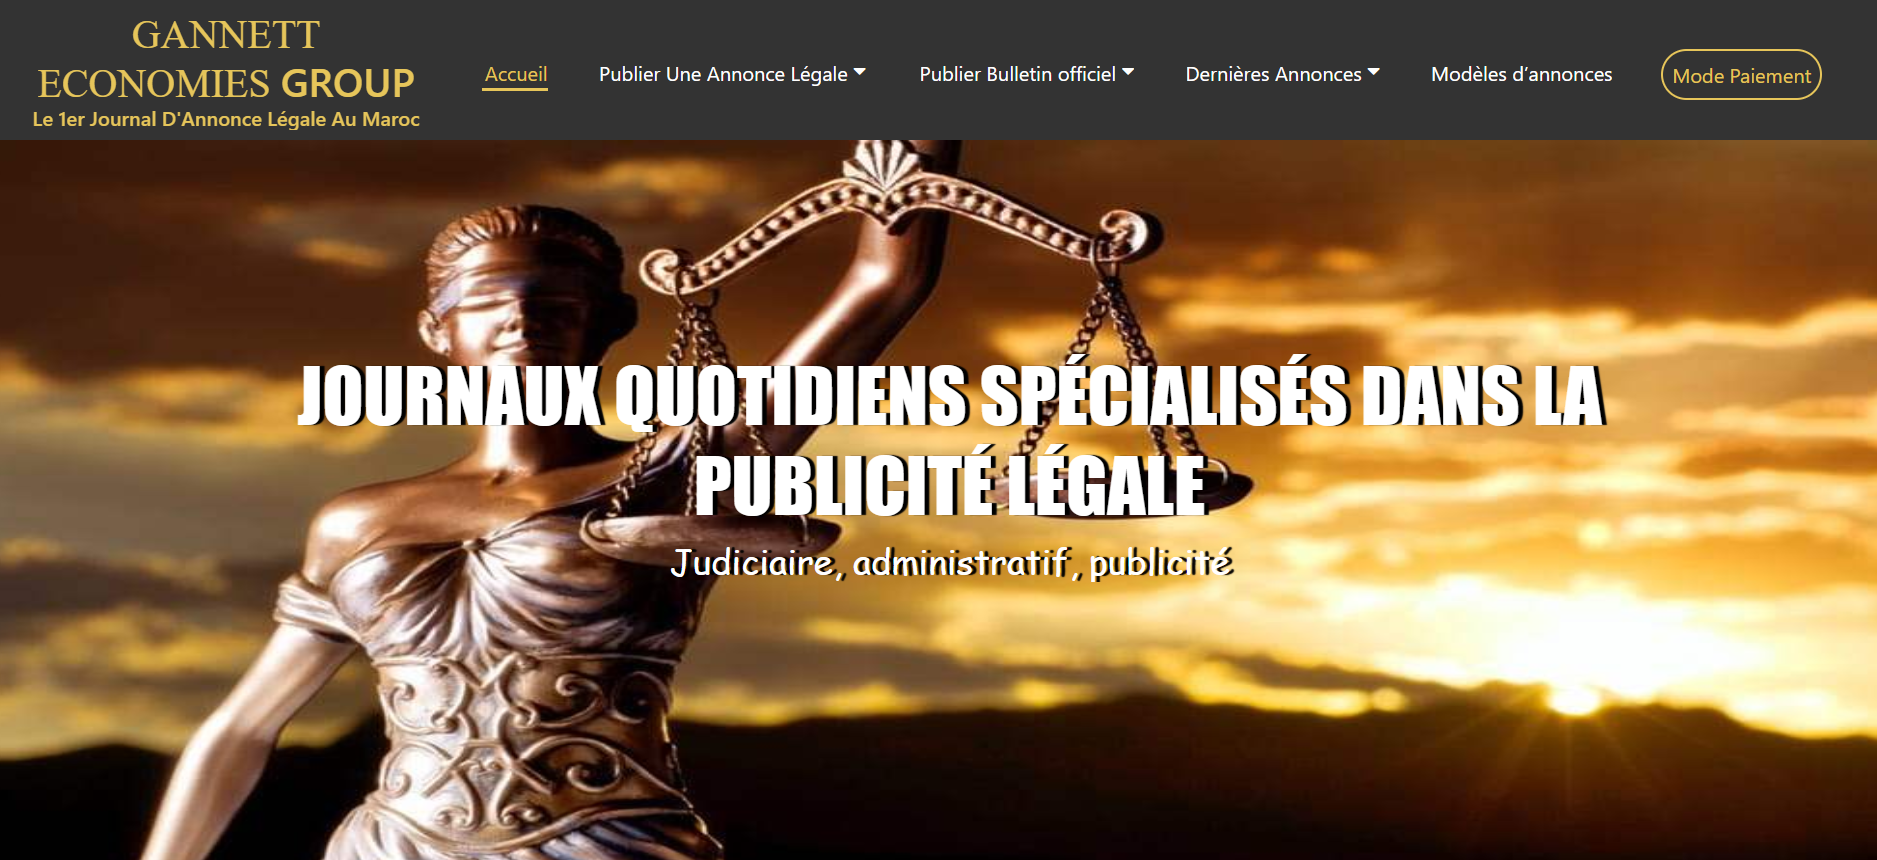 GANNETT
ECONOMIES GROUP
Le 1er Journal D'Annonce Légale Au Maroc
Accueil
Publier Une Annonce Légale
Publier Bulletin officiel
Dernières Annonces
Modèles d’annonces
Mode Paiement
JOURNAUX QUOTIDIENS SPÉCIALISÉS DANS LA
PUBLICITÉ LÉGALE
Judiciaire, administratif, publicité